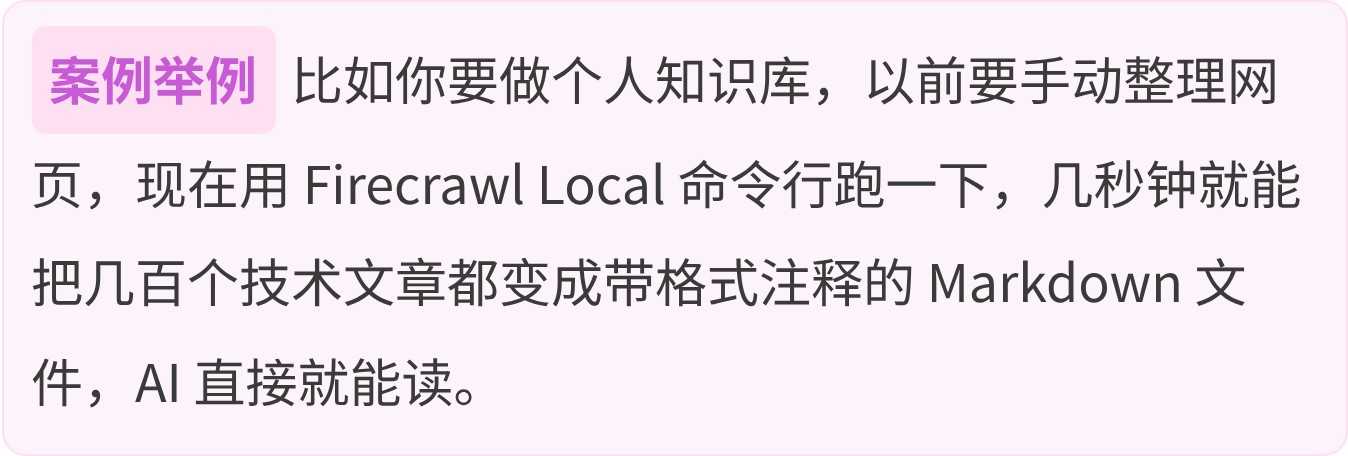 案例举例 比如你要做个人知识库，以前要手动整理网
页，现在用 Firecrawl Local 命令行跑一下，几秒钟就能
把几百个技术文章都变成带格式注释的 Markdown 文
件，AI 直接就能读。